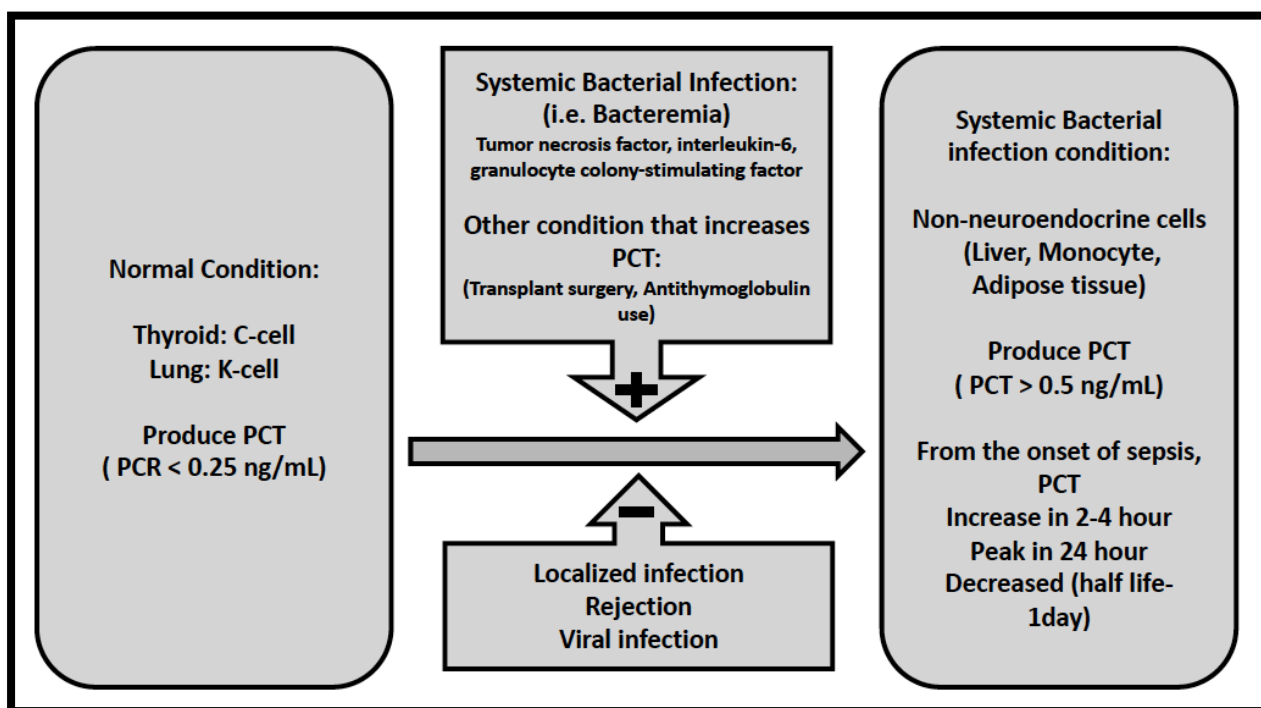 Normal Condition:
Thyroid: C-cell
Lung: K-cell
Produce PCT
( PCR < 0.25 ng/mL)
Systemic Bacterial Infection:
(i.e. Bacteremia)
Tumor necrosis factor, interleukin-6,
granulocyte colony-stimulating factor
Other condition that increases
PCT:
(Transplant surgery, Antithymoglobulin
use)
+
−
Localized infection
Rejection
Viral infection
Systemic Bacterial
infection condition:
Non-neuroendocrine cells
(Liver, Monocyte,
Adipose tissue)
Produce PCT
( PCT > 0.5 ng/mL)
From the onset of sepsis,
PCT
Increase in 2-4 hour
Peak in 24 hour
Decreased (half life-
1day)